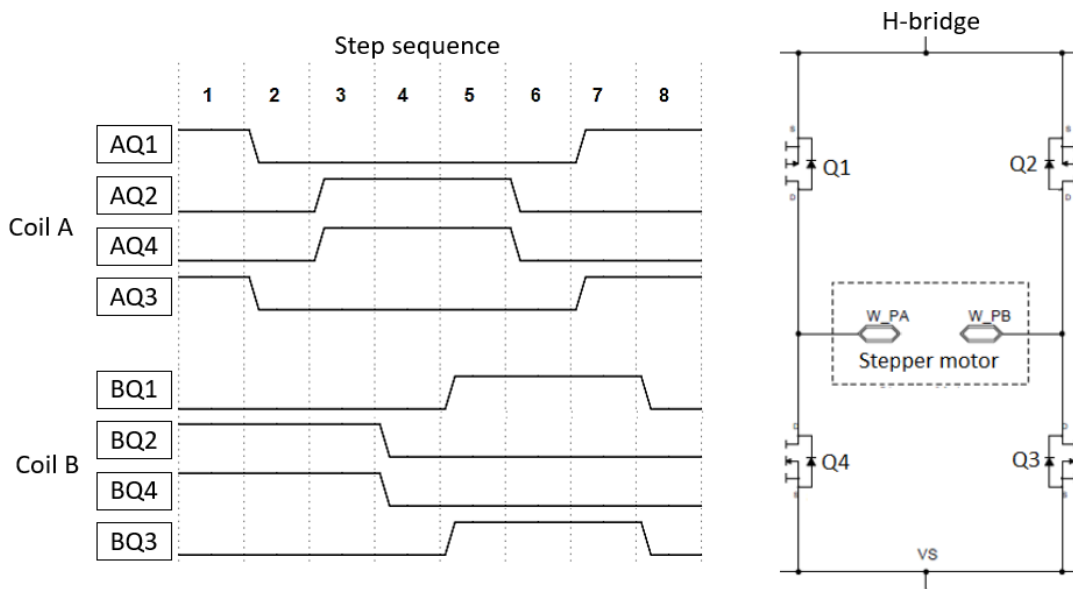 Step sequence
1 2 3 4 5 6 7 8
Coil A
AQ1
AQ2
AQ4
AQ3
Coil B
BQ1
BQ2
BQ4
BQ3
H-bridge
S S
Q1 Q2
D D
W_PA W_PB
Stepper motor
D D
Q4 Q3
S S
VS